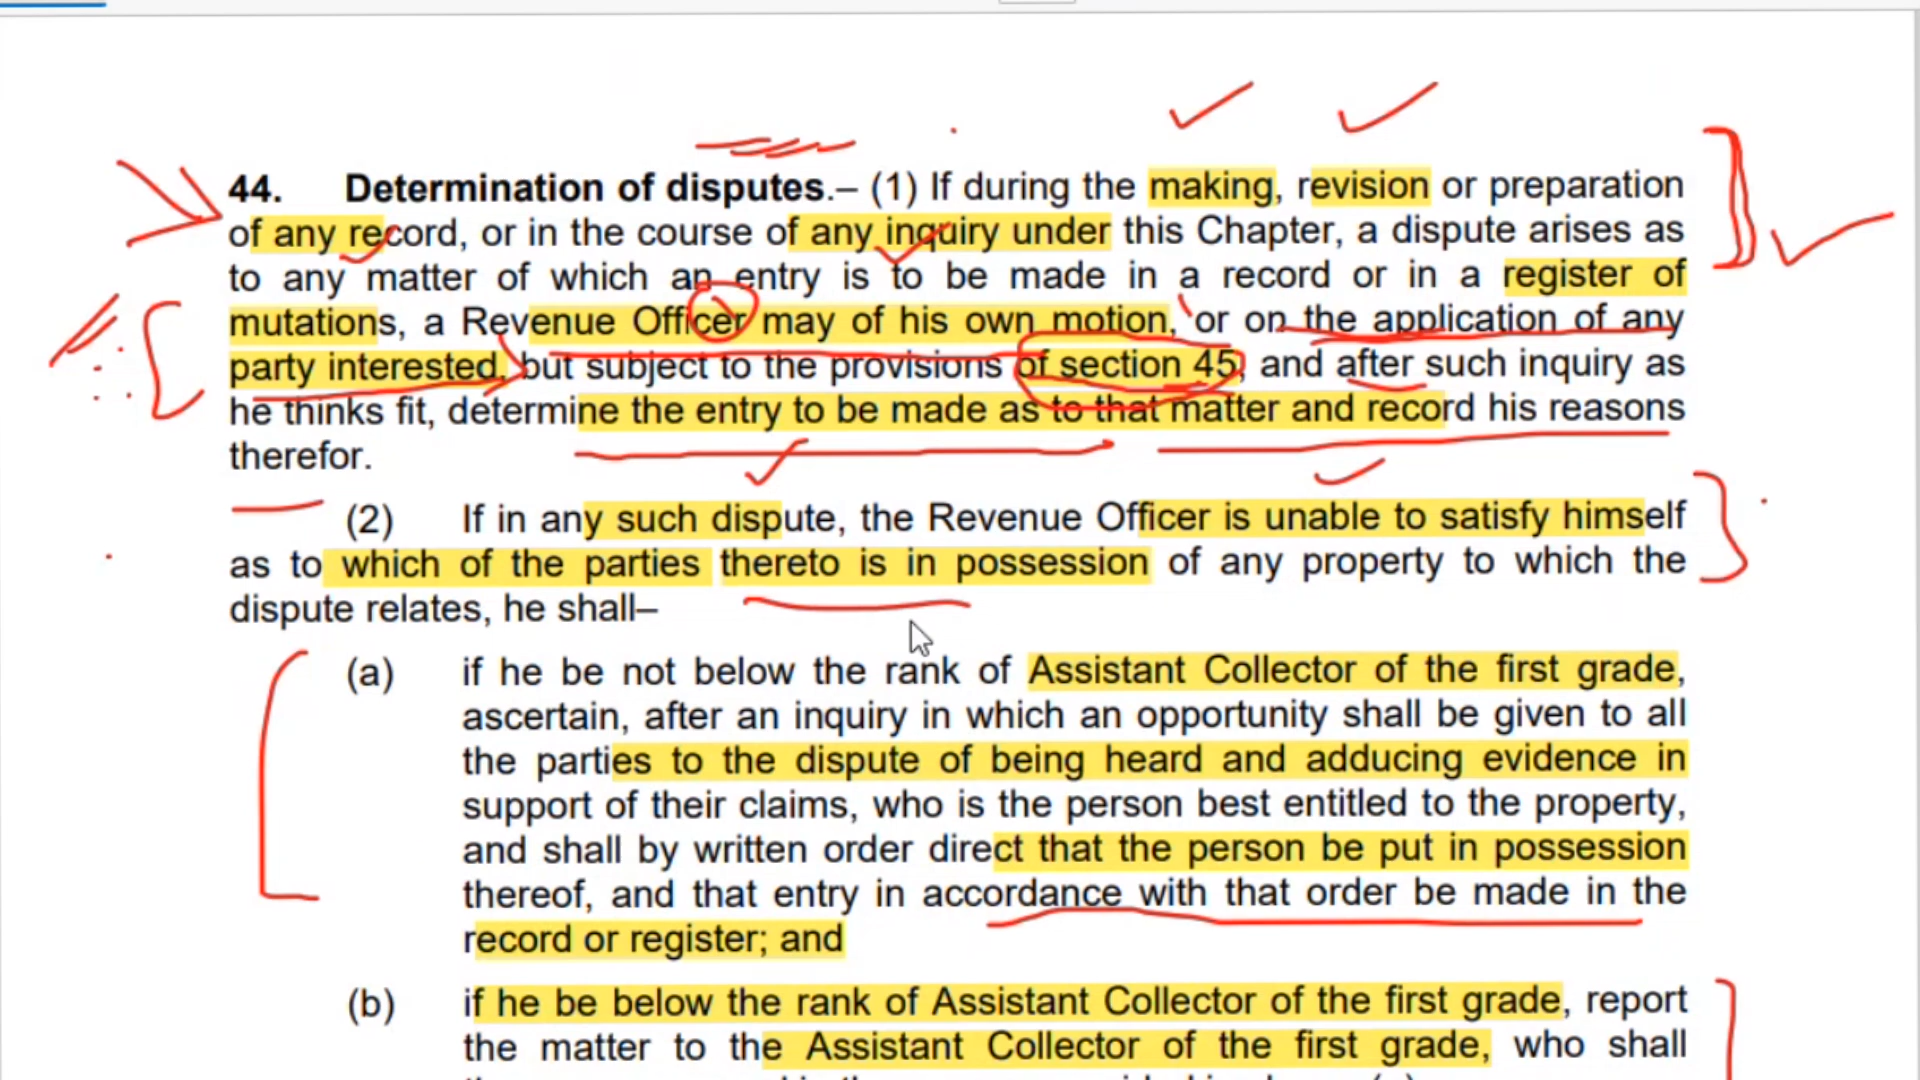 44. Determination of disputes.– (1) If during the making, revision or preparation
of any record, or in the course of any inquiry under this Chapter, a dispute arises as
to any matter of which an entry is to be made in a record or in a register of
mutations, a Revenue Officer may of his own motion, or on the application of any
party interested, but subject to the provisions of section 45, and after such inquiry as
he thinks fit, determine the entry to be made as to that matter and record his reasons
therefor.
(2) If in any such dispute, the Revenue Officer is unable to satisfy himself
as to which of the parties thereto is in possession of any property to which the
dispute relates, he shall–
(a) if he be not below the rank of Assistant Collector of the first grade,
ascertain, after an inquiry in which an opportunity shall be given to all
the parties to the dispute of being heard and adducing evidence in
support of their claims, who is the person best entitled to the property,
and shall by written order direct that the person be put in possession
thereof, and that entry in accordance with that order be made in the
record or register; and
(b) if he be below the rank of Assistant Collector of the first grade, report
the matter to the Assistant Collector of the first grade, who shall